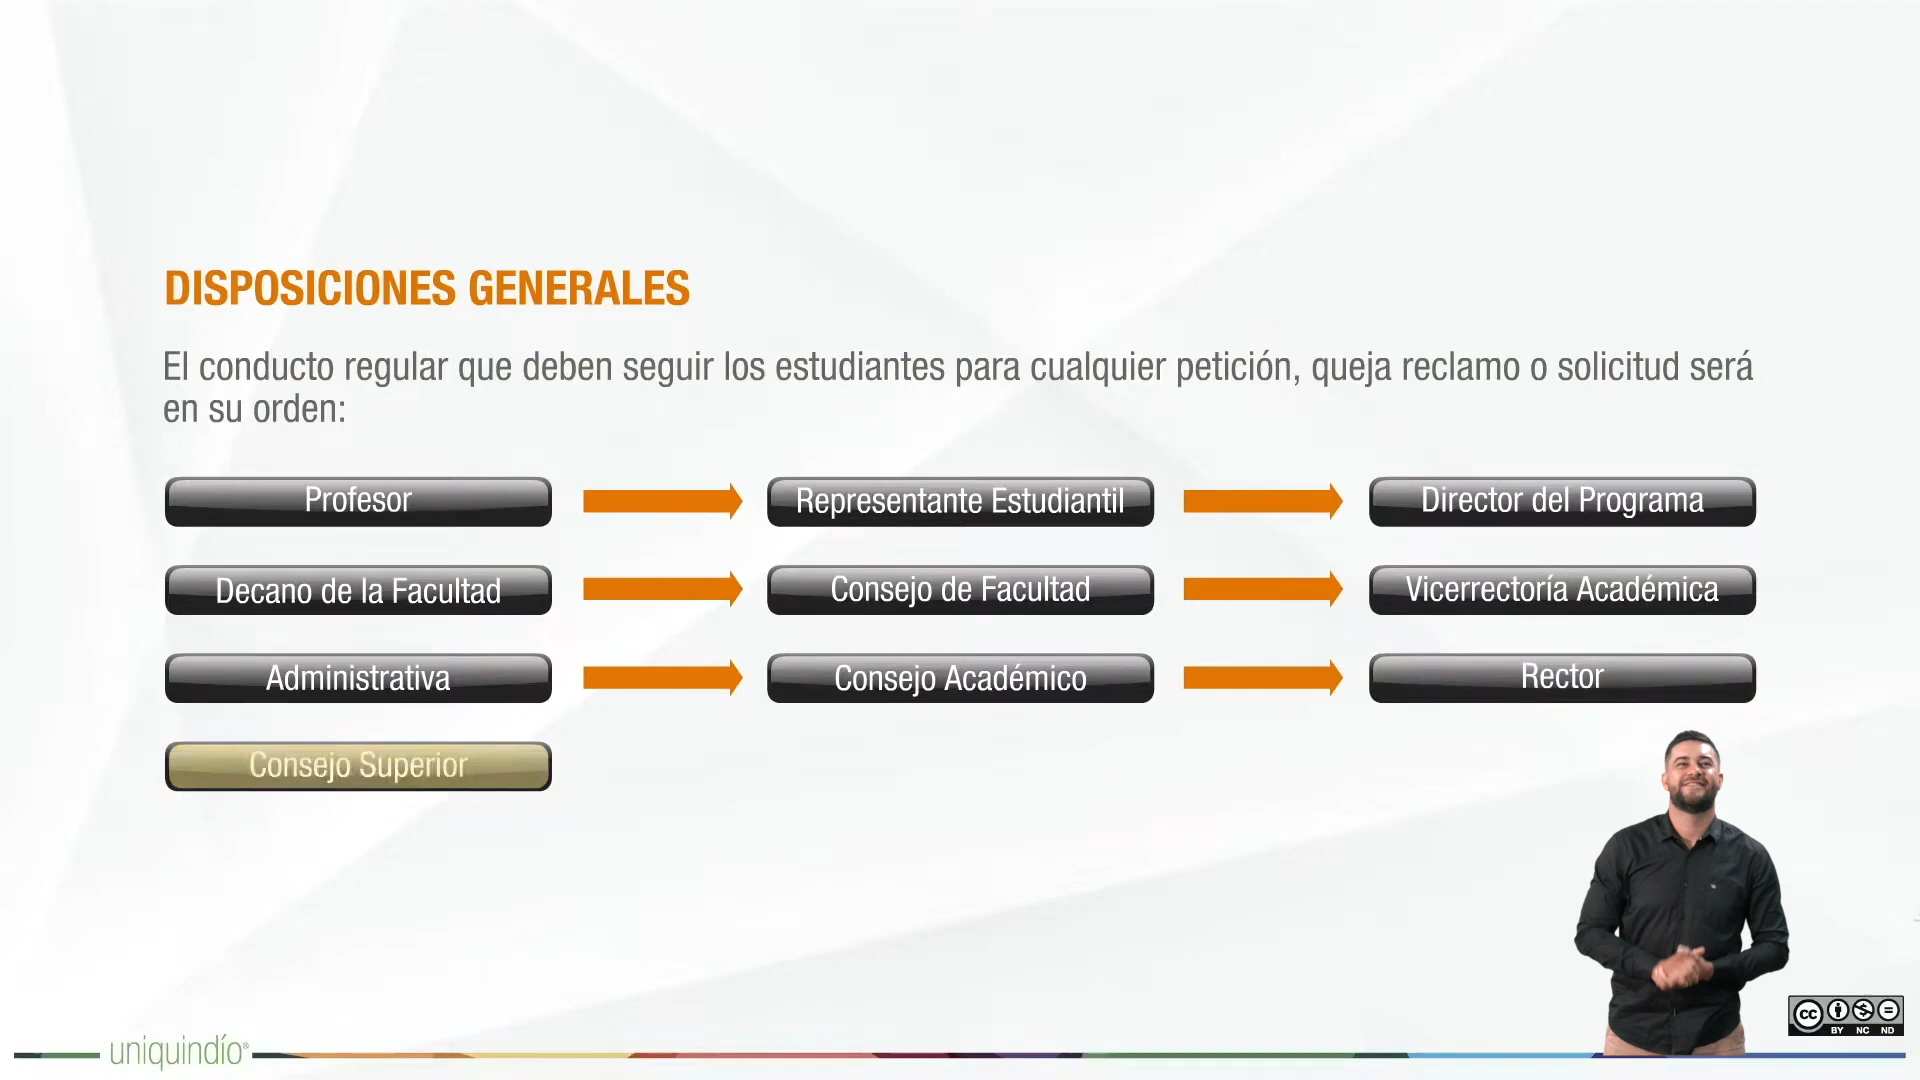 DISPOSICIONES GENERALES
El conducto regular que deben seguir los estudiantes para cualquier petición, queja reclamo o solicitud será
en su orden:
Profesor
Representante Estudiantil
Director del Programa
Decano de la Facultad
Consejo de Facultad
Vicerrectoría Académica
Administrativa
Consejo Académico
Rector
Consejo Superior
uniquindío®
CC BY NC ND